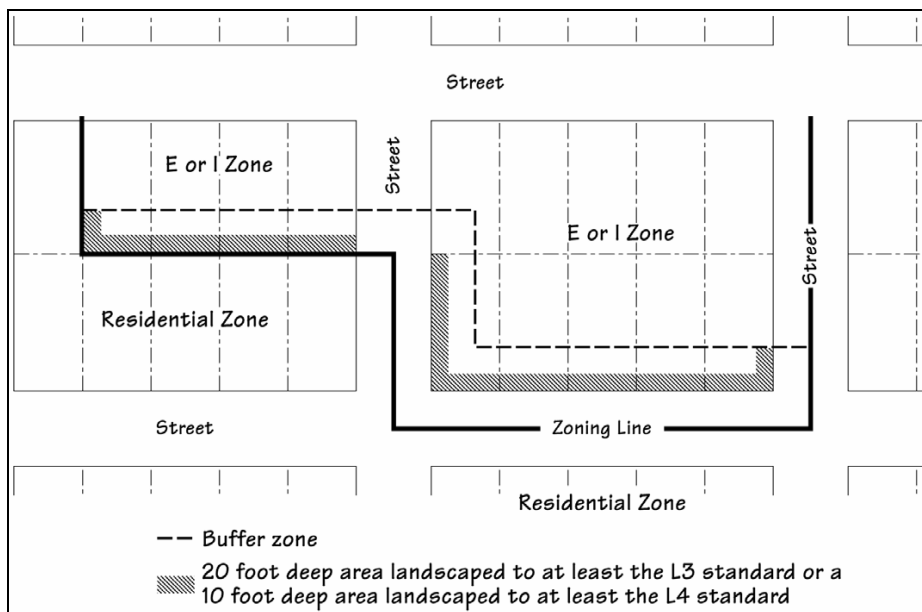 Street
E or I Zone
Street
E or I Zone
Street
Residential Zone
Street
Zoning Line
Residential Zone
Buffer zone
20 foot deep area landscaped to at least the L3 standard or a
10 foot deep area landscaped to at least the L4 standard